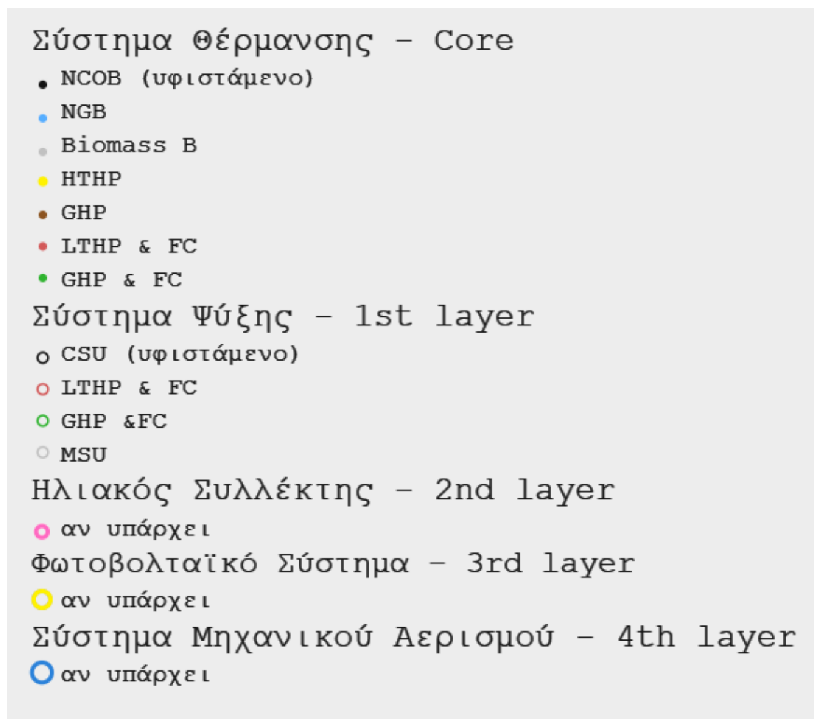 Σύστημα Θέρμανσης – Core
NCOB (υφιστάμενο)
NGB
Biomass B
HTHP
GHP
LTHP & FC
GHP & FC
Σύστημα Ψύξης – 1st layer
CSU (υφιστάμενο)
LTHP & FC
GHP &FC
MSU
Ηλιακός Συλλέκτης – 2nd layer
αν υπάρχει
Φωτοβολταϊκό Σύστημα – 3rd layer
αν υπάρχει
Σύστημα Μηχανικού Αερισμού – 4th layer
αν υπάρχει